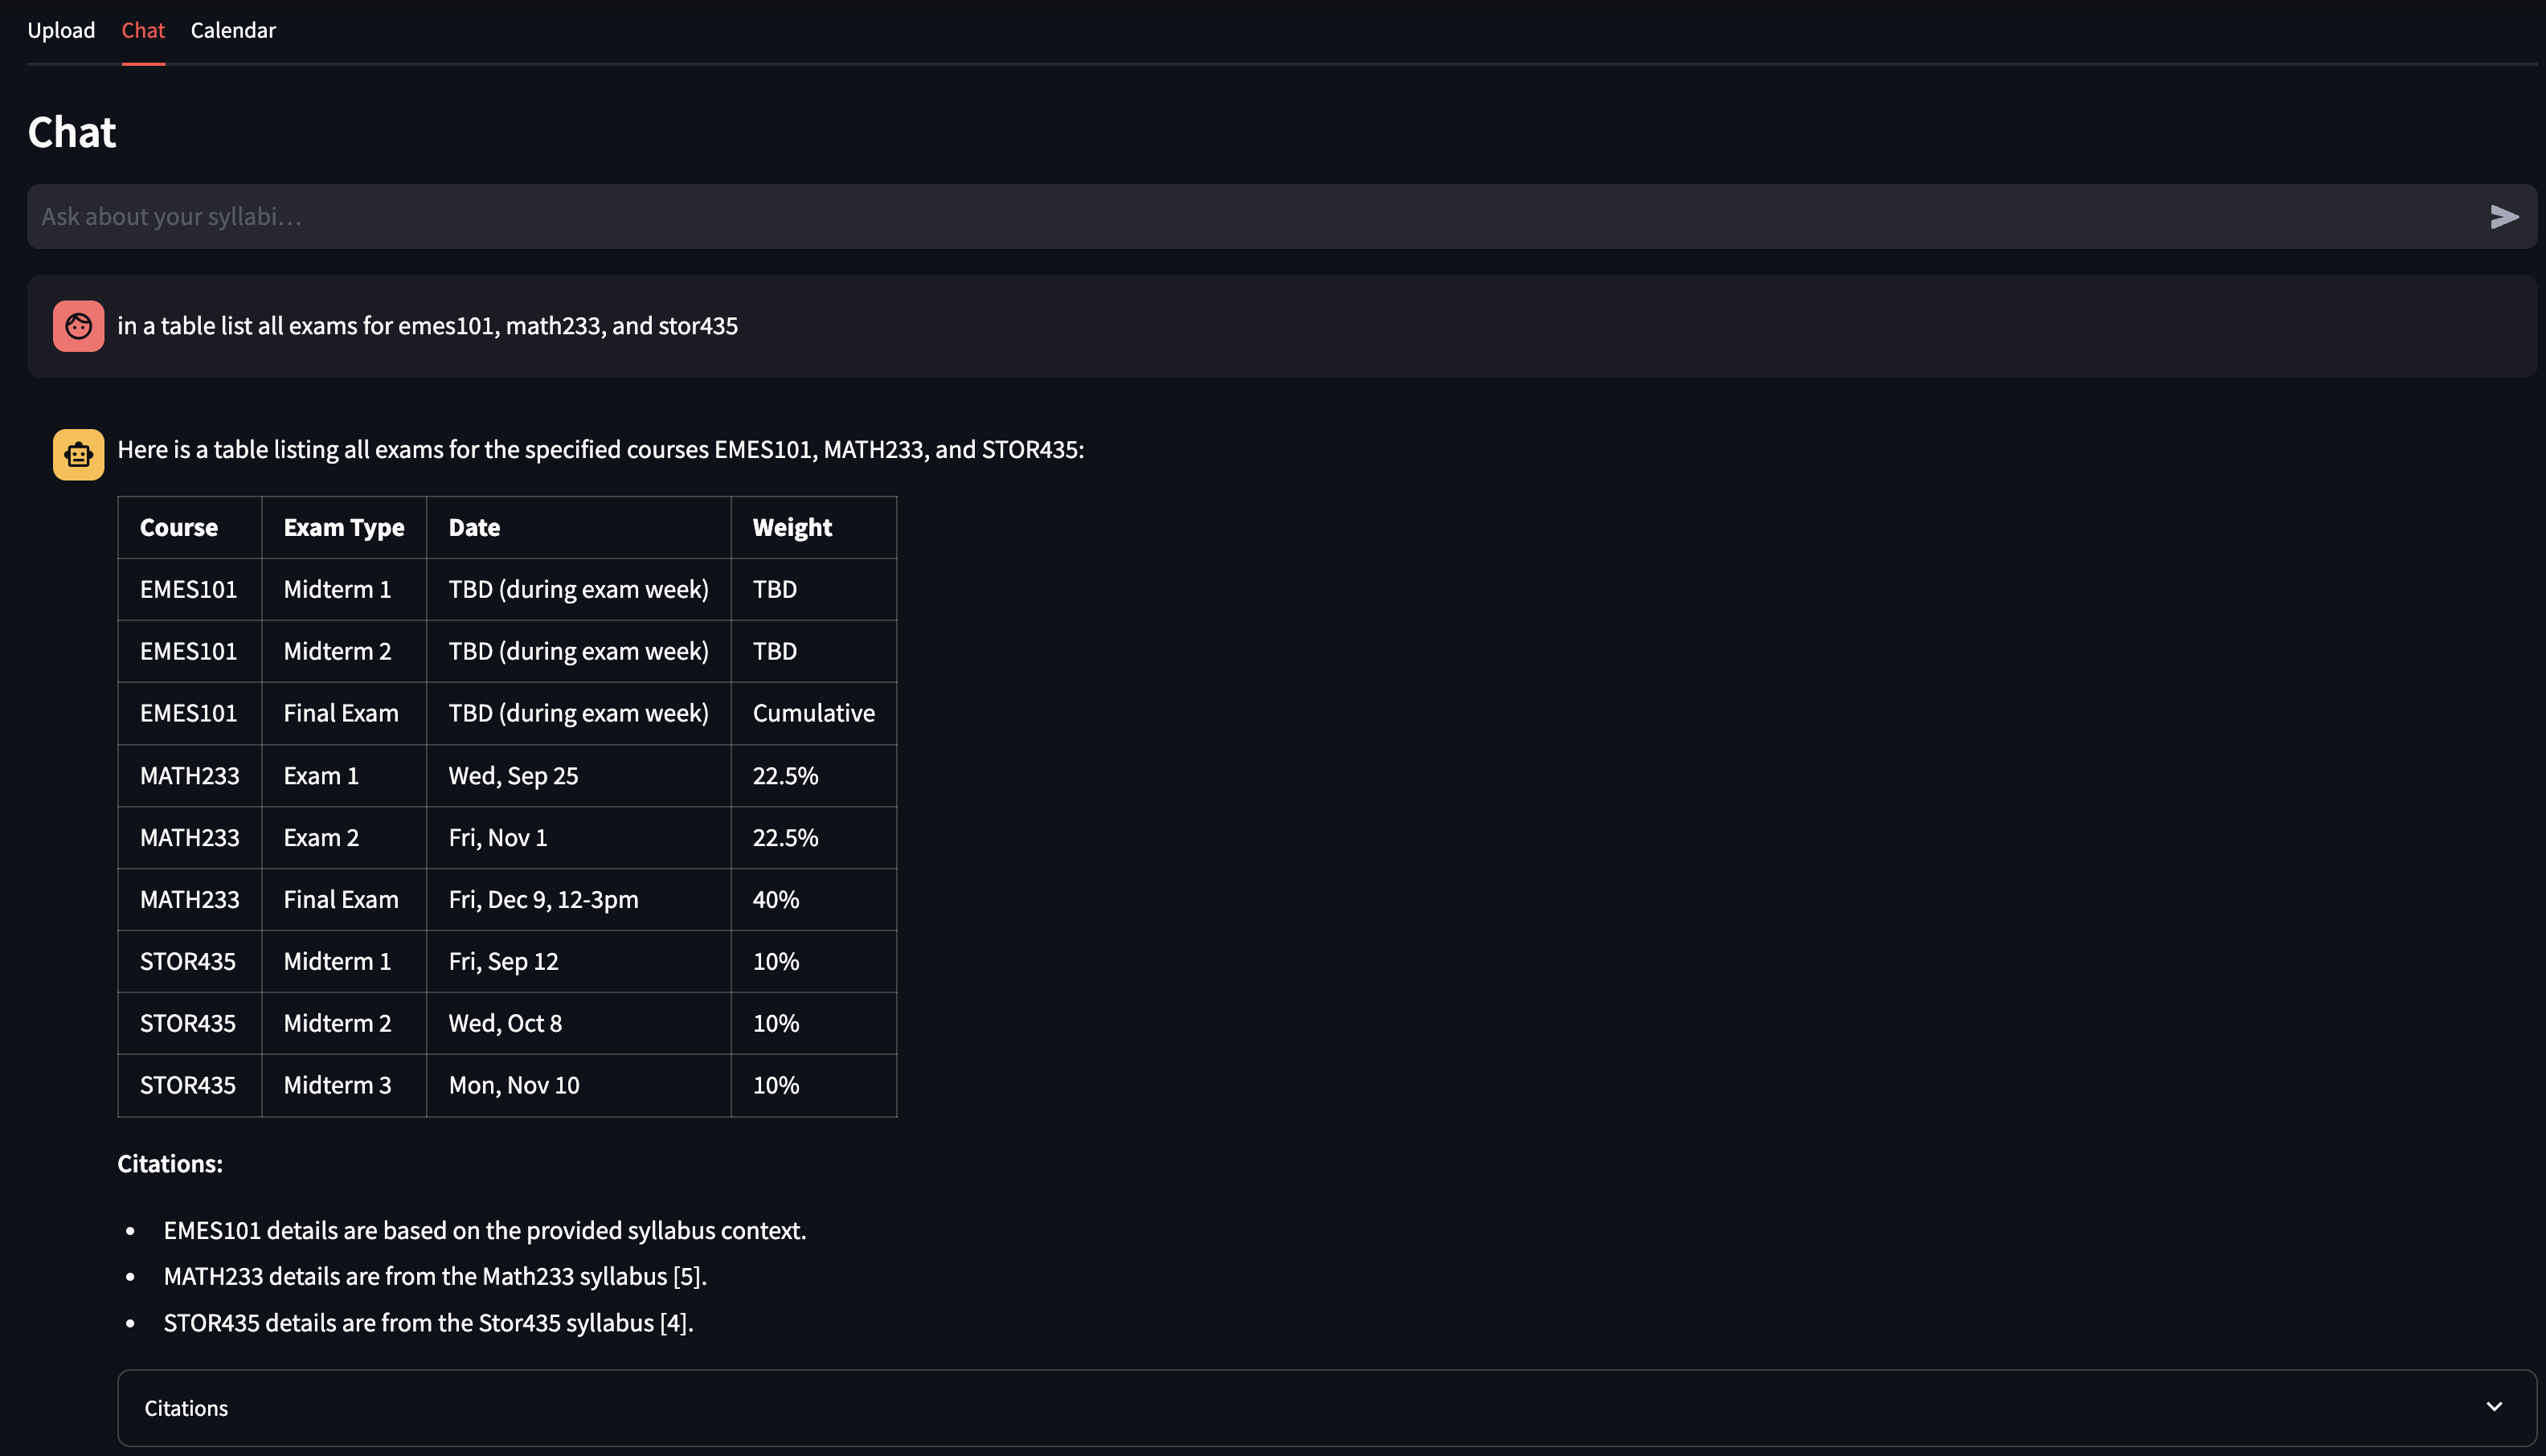 Upload Chat Calendar
Chat
Ask about your syllabi…
in a table list all exams for emes101, math233, and stor435
Here is a table listing all exams for the specified courses EMES101, MATH233, and STOR435:
Course Exam Type Date Weight
EMES101 Midterm 1 TBD (during exam week) TBD
EMES101 Midterm 2 TBD (during exam week) TBD
EMES101 Final Exam TBD (during exam week) Cumulative
MATH233 Exam 1 Wed, Sep 25 22.5%
MATH233 Exam 2 Fri, Nov 1 22.5%
MATH233 Final Exam Fri, Dec 9, 12-3pm 40%
STOR435 Midterm 1 Fri, Sep 12 10%
STOR435 Midterm 2 Wed, Oct 8 10%
STOR435 Midterm 3 Mon, Nov 10 10%
Citations:
• EMES101 details are based on the provided syllabus context.
• MATH233 details are from the Math233 syllabus [5].
• STOR435 details are from the Stor435 syllabus [4].
Citations